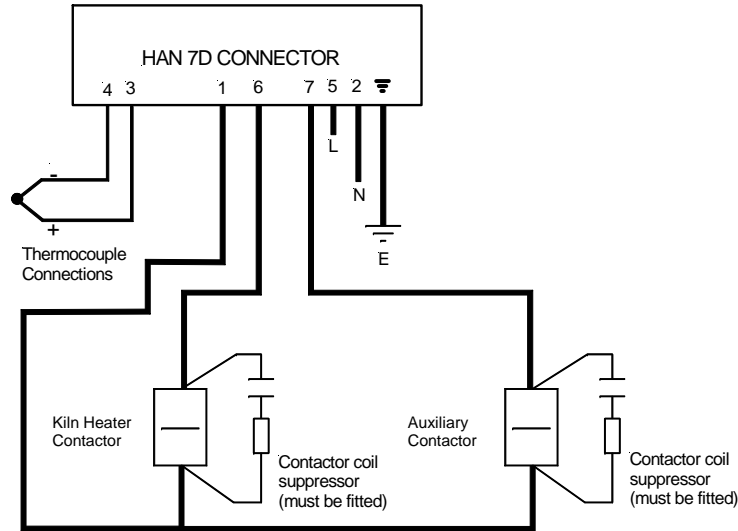 HAN 7D CONNECTOR
4 3 1 6 7 5 2
L
N
E
-
+
Thermocouple
Connections
Kiln Heater
Contactor
Contactor coil
suppressor
(must be fitted)
Auxiliary
Contactor
Contactor coil
suppressor
(must be fitted)